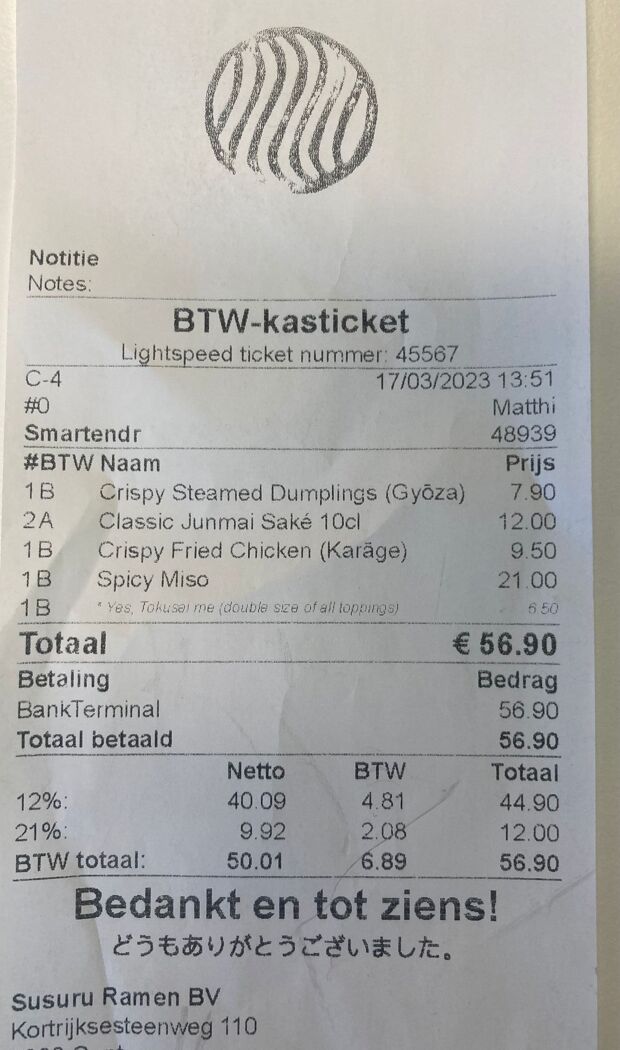 Notitie
Notes:
BTW-kasticket
Lightspeed ticket nummer: 45567
C-4 17/03/2023 13:51
#0 Matthi
Smartendr 48939
#BTW Naam Prijs
1B Crispy Steamed Dumplings (Gyōza) 7.90
2A Classic Junmai Saké 10cl 12.00
1B Crispy Fried Chicken (Karāge) 9.50
1B Spicy Miso 21.00
1B * Yes, Tokusei me (double size of all toppings) 6.50
Totaal € 56.90
Betaling Bedrag
BankTerminal 56.90
Totaal betaald 56.90
Netto BTW Totaal
12%: 40.09 4.81 44.90
21%: 9.92 2.08 12.00
BTW totaal: 50.01 6.89 56.90
Bedankt en tot ziens!
どうもありがとうございました。
Susuru Ramen BV
Kortrijksesteenweg 110